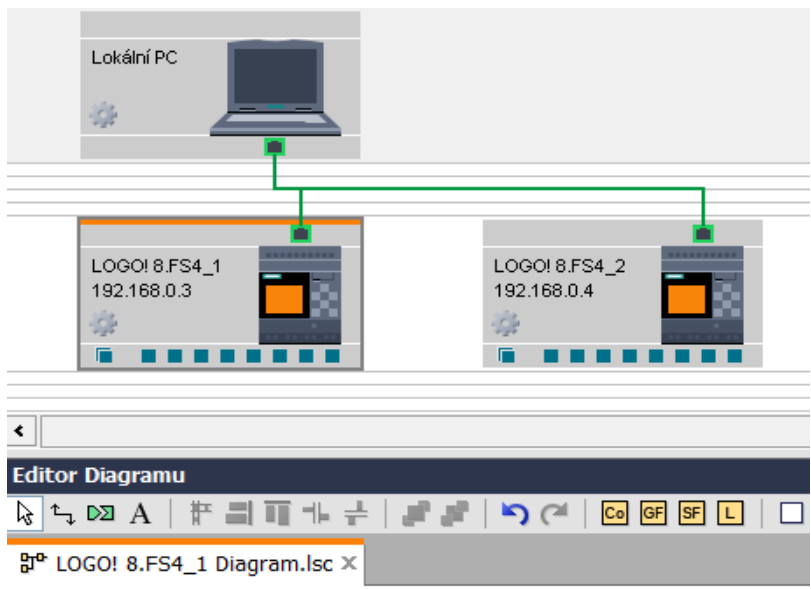 Lokální PC
LOGO! 8.FS4_1
192.168.0.3
LOGO! 8.FS4_2
192.168.0.4
Editor Diagramu
A
Co GF SF L
LOGO! 8.FS4_1 Diagram.lsc